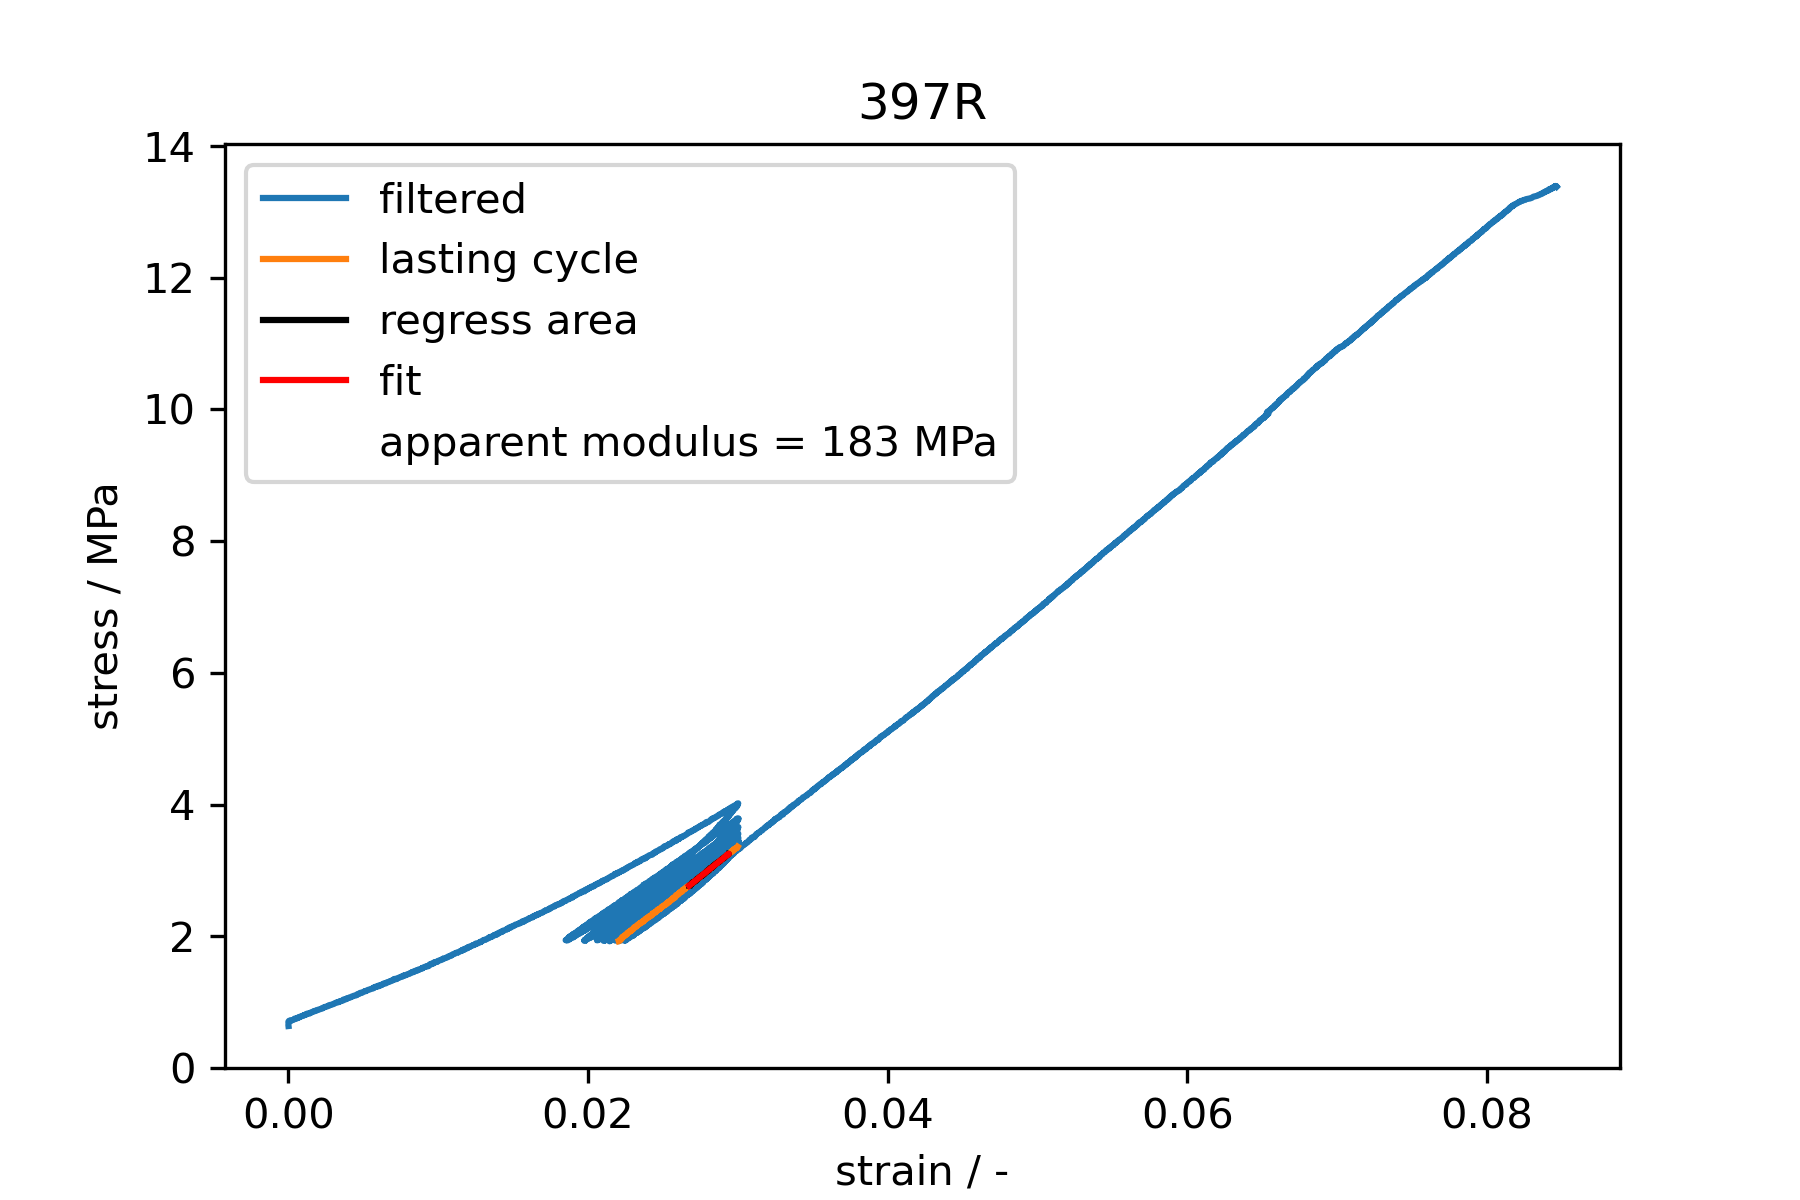 397R
14
12
10
8
6
4
2
0
stress / MPa
filtered
lasting cycle
regress area
fit
apparent modulus = 183 MPa
0.00 0.02 0.04 0.06 0.08
strain / -